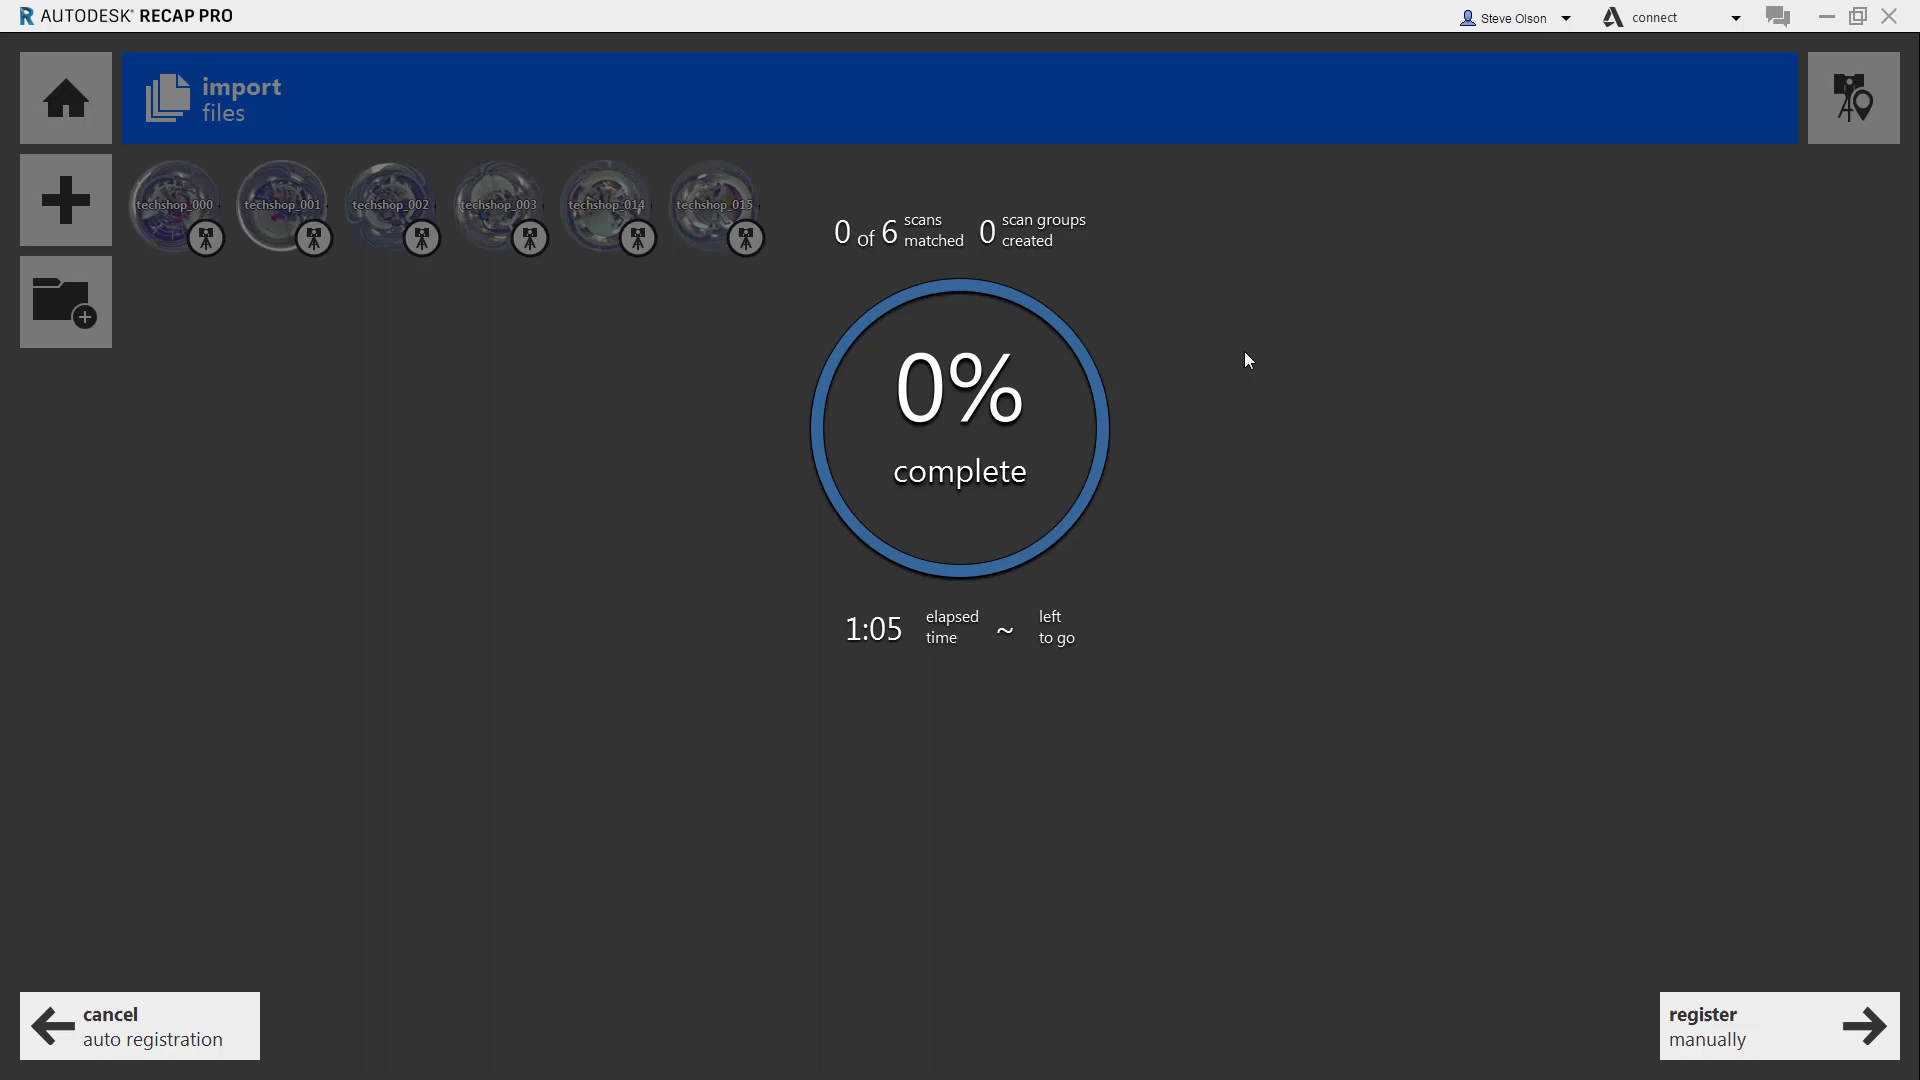 AUTODESK® RECAP PRO
Steve Olson
connect
import
files
techshop_000
techshop_001
techshop_002
techshop_003
techshop_014
techshop_015
0 of 6 scans matched
0 scan groups created
0%
complete
1:05 elapsed time
~ left to go
cancel
auto registration
register
manually